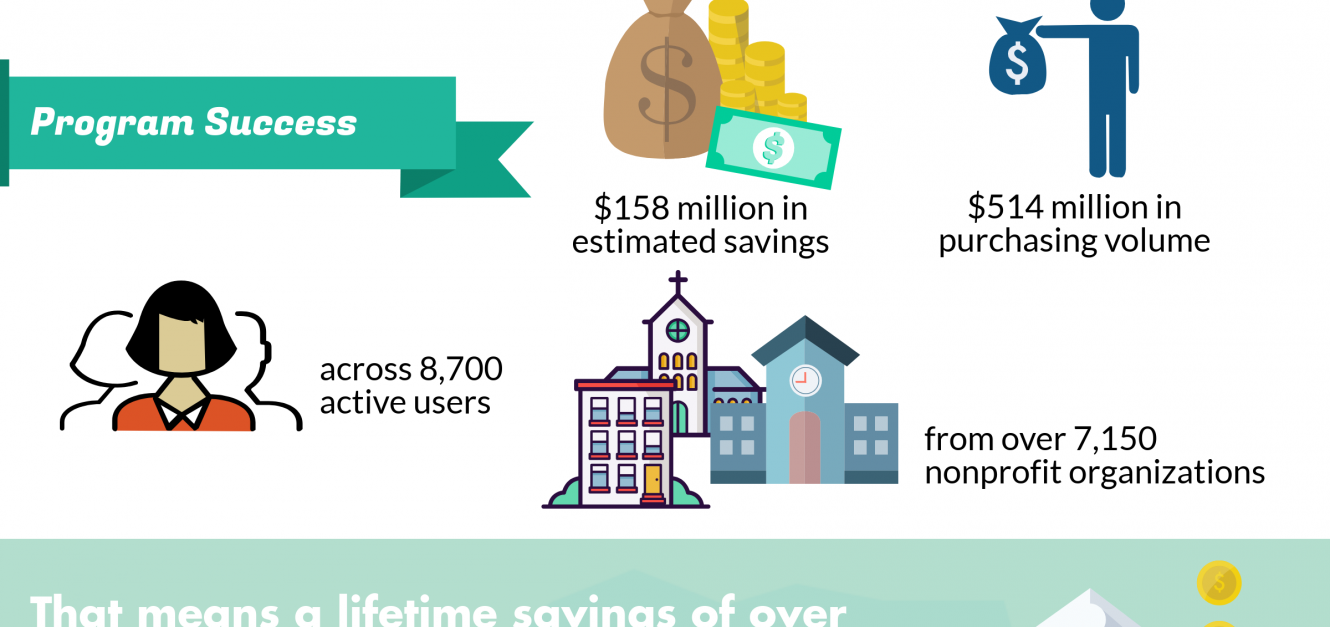 Program Success
$158 million in
estimated savings
$514 million in
purchasing volume
across 8,700
active users
from over 7,150
nonprofit organizations
That means a lifetime savings of over